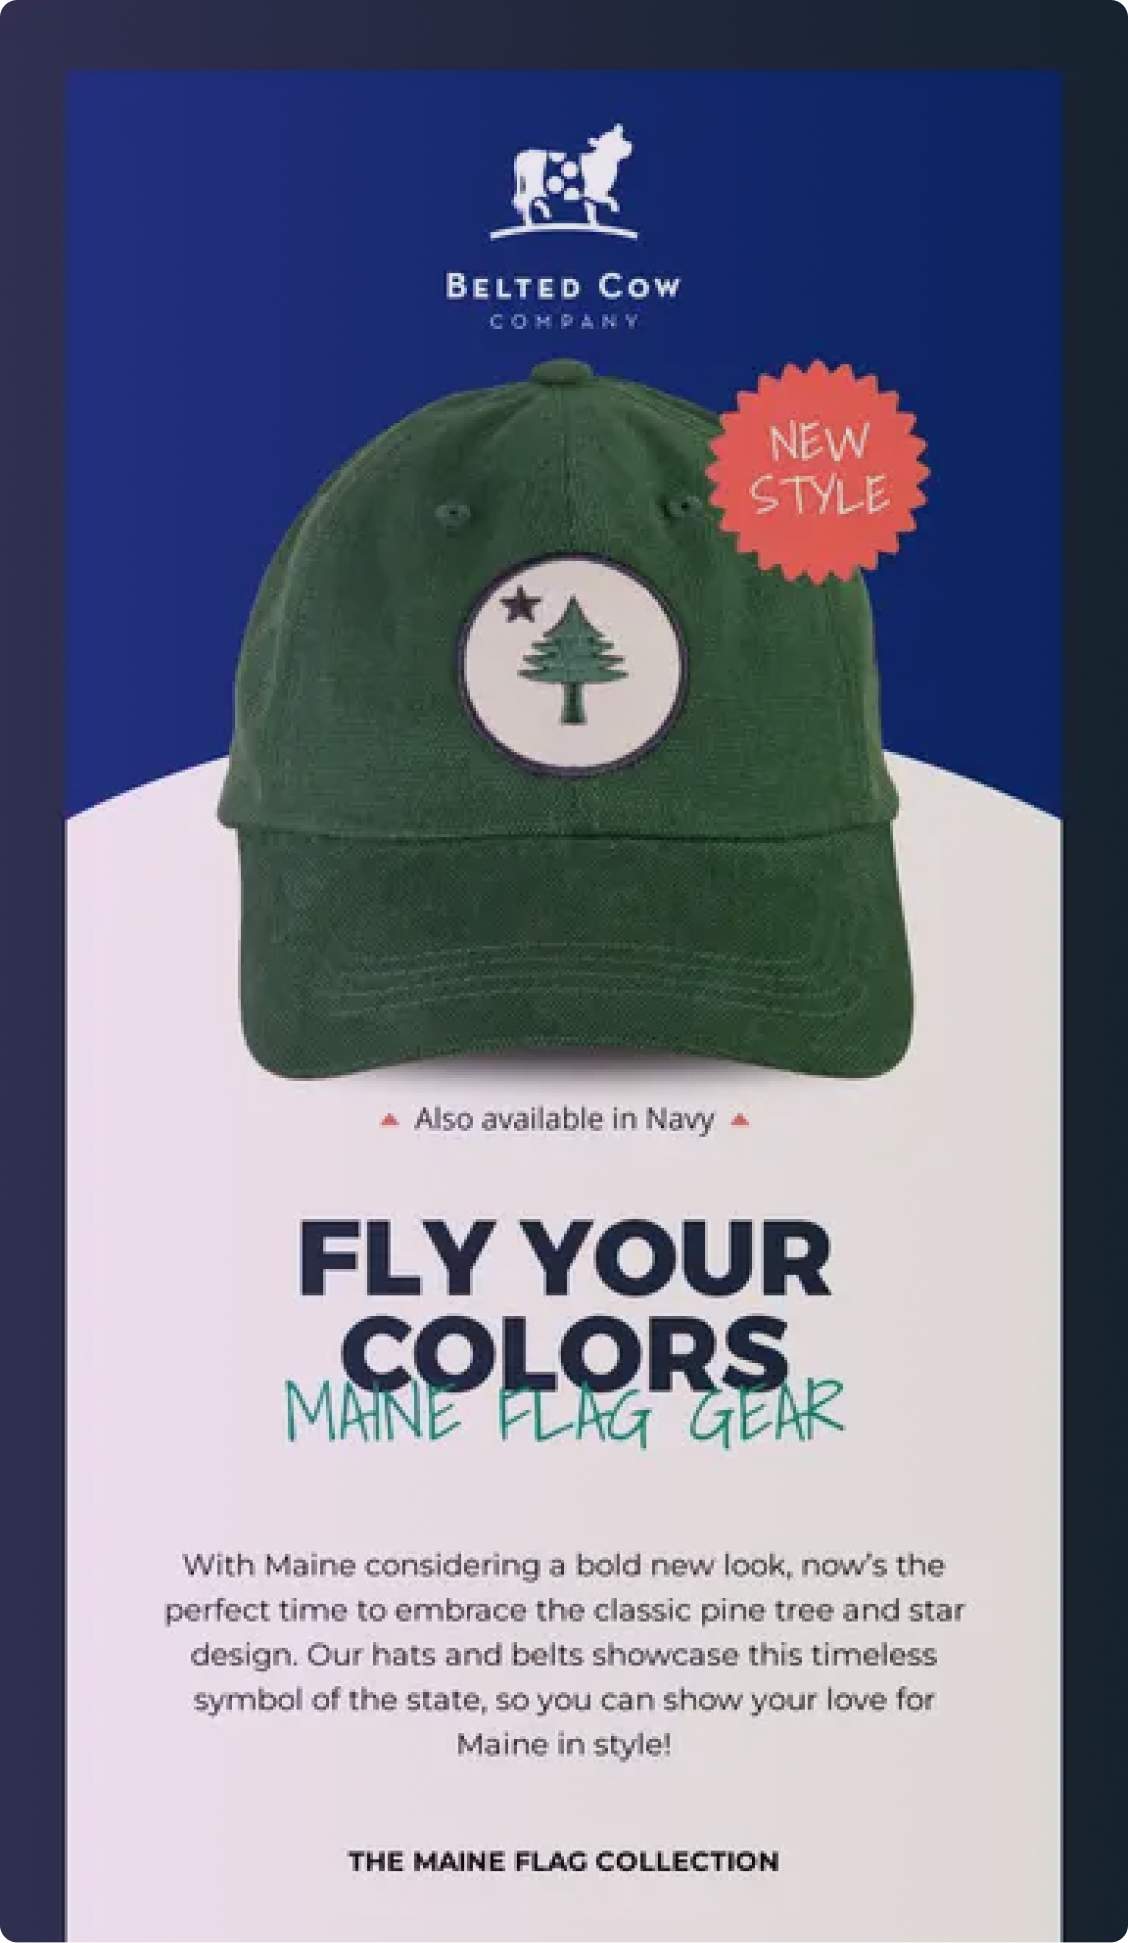 BELTED COW
COMPANY
NEW
STYLE
Also available in Navy
FLY YOUR
COLORS
MAINE FLAG GEAR
With Maine considering a bold new look, now's the
perfect time to embrace the classic pine tree and star
design. Our hats and belts showcase this timeless
symbol of the state, so you can show your love for
Maine in style!
THE MAINE FLAG COLLECTION